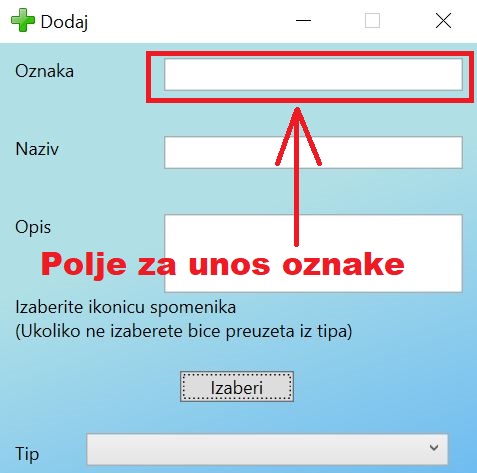 Dodaj
Oznaka
Naziv
Opis
Polje za unos oznake
Izaberite ikonicu spomenika
(Ukoliko ne izaberete bice preuzeta iz tipa)
Izaberi
Tip